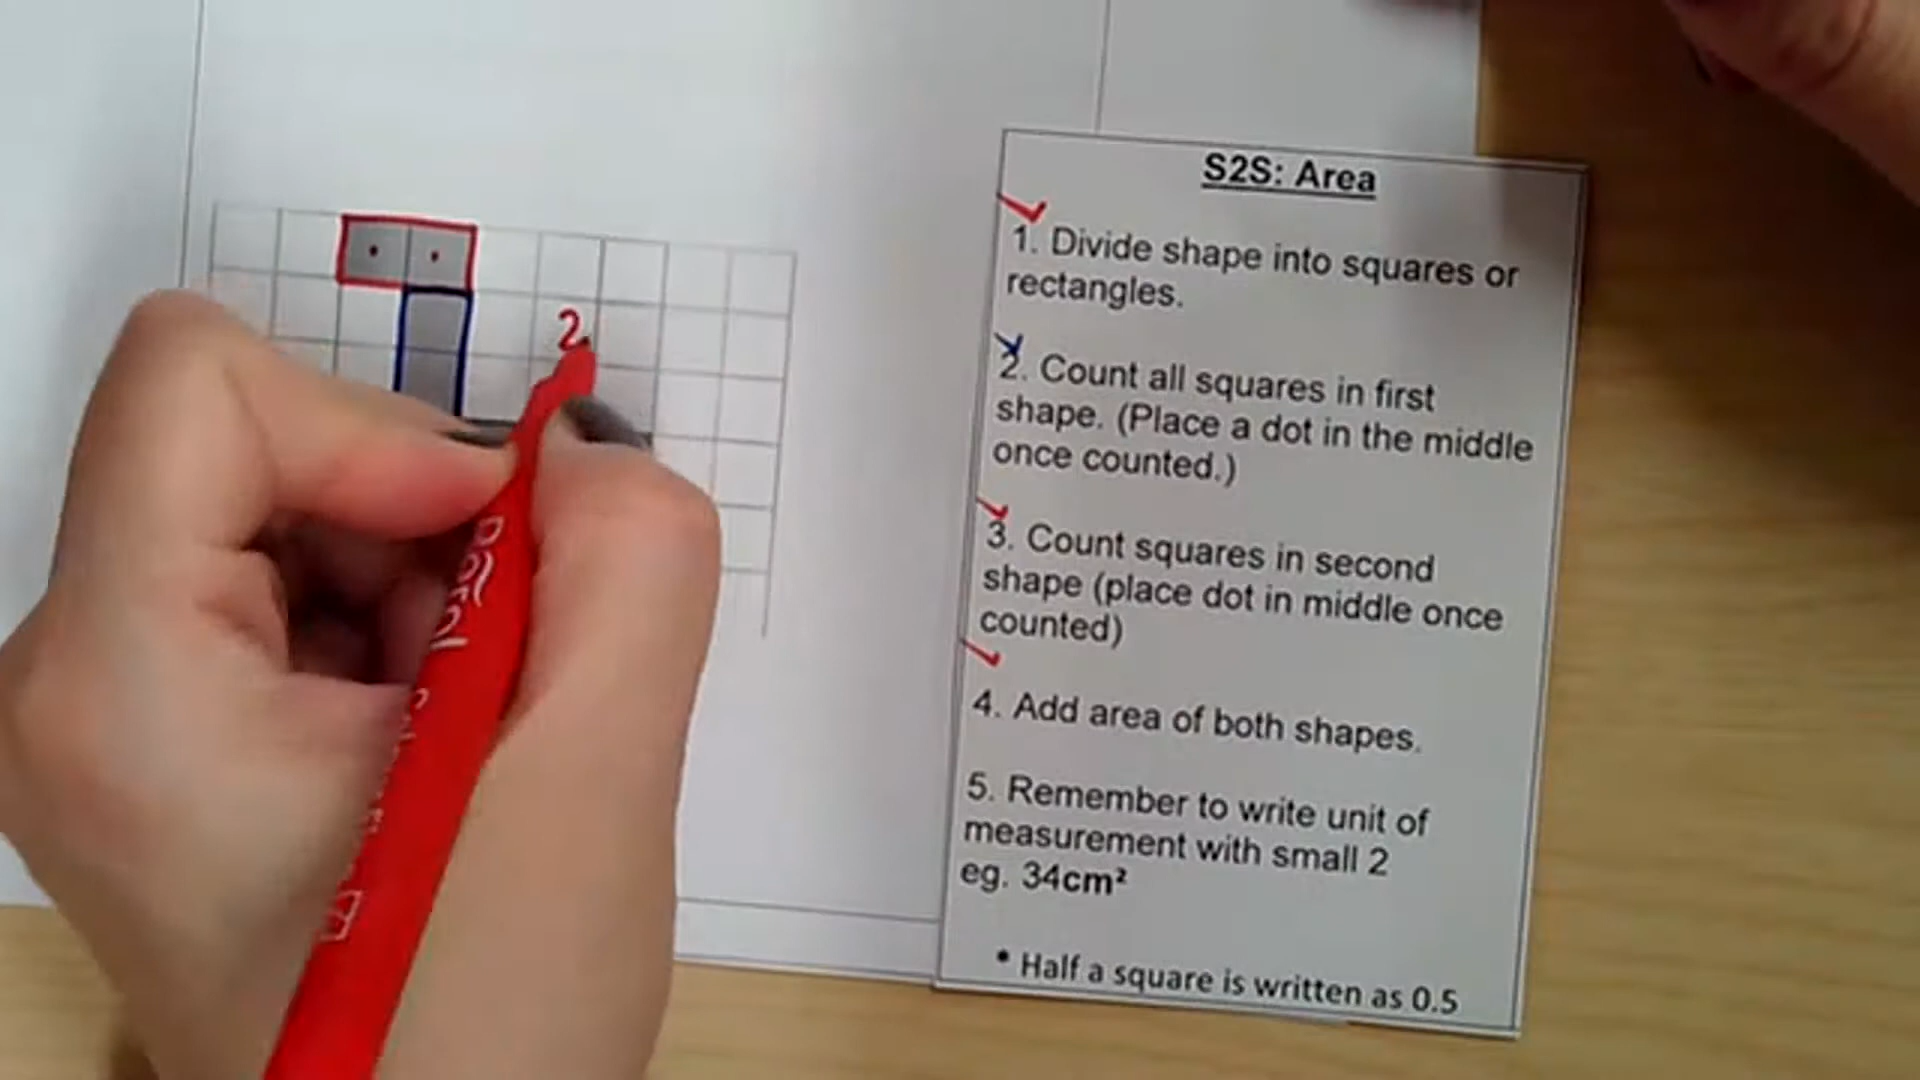 S2S: Area
1. Divide shape into squares or
rectangles.
2. Count all squares in first
shape. (Place a dot in the middle
once counted.)
3. Count squares in second
shape (place dot in middle once
counted)
4. Add area of both shapes.
5. Remember to write unit of
measurement with small 2
eg. 34cm²
• Half a square is written as 0.5
2